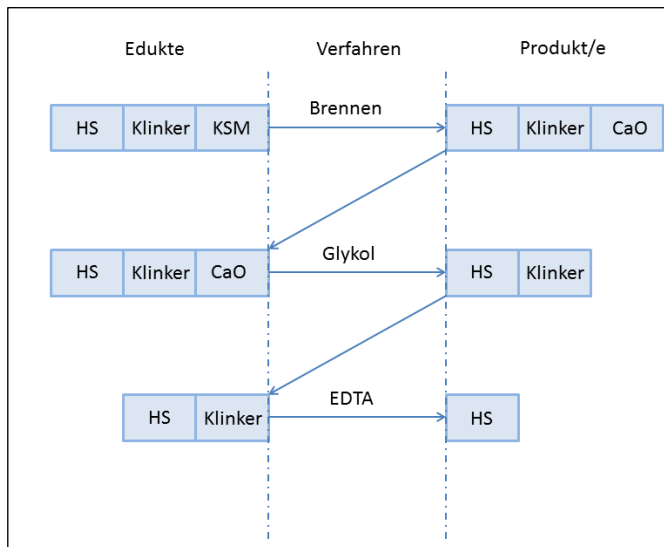 Edukte Verfahren Produkt/e
Brennen
HS Klinker KSM HS Klinker CaO
Glykol
HS Klinker CaO HS Klinker
EDTA
HS Klinker HS